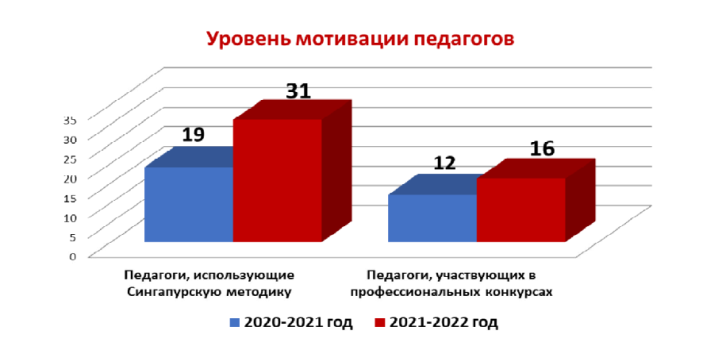 Уровень мотивации педагогов
35
30
25
20
15
10
5
0
19
31
12
16
Педагоги, использующие
Сингапурскую методику
Педагоги, участвующих в
профессиональных конкурсах
2020-2021 год
2021-2022 год